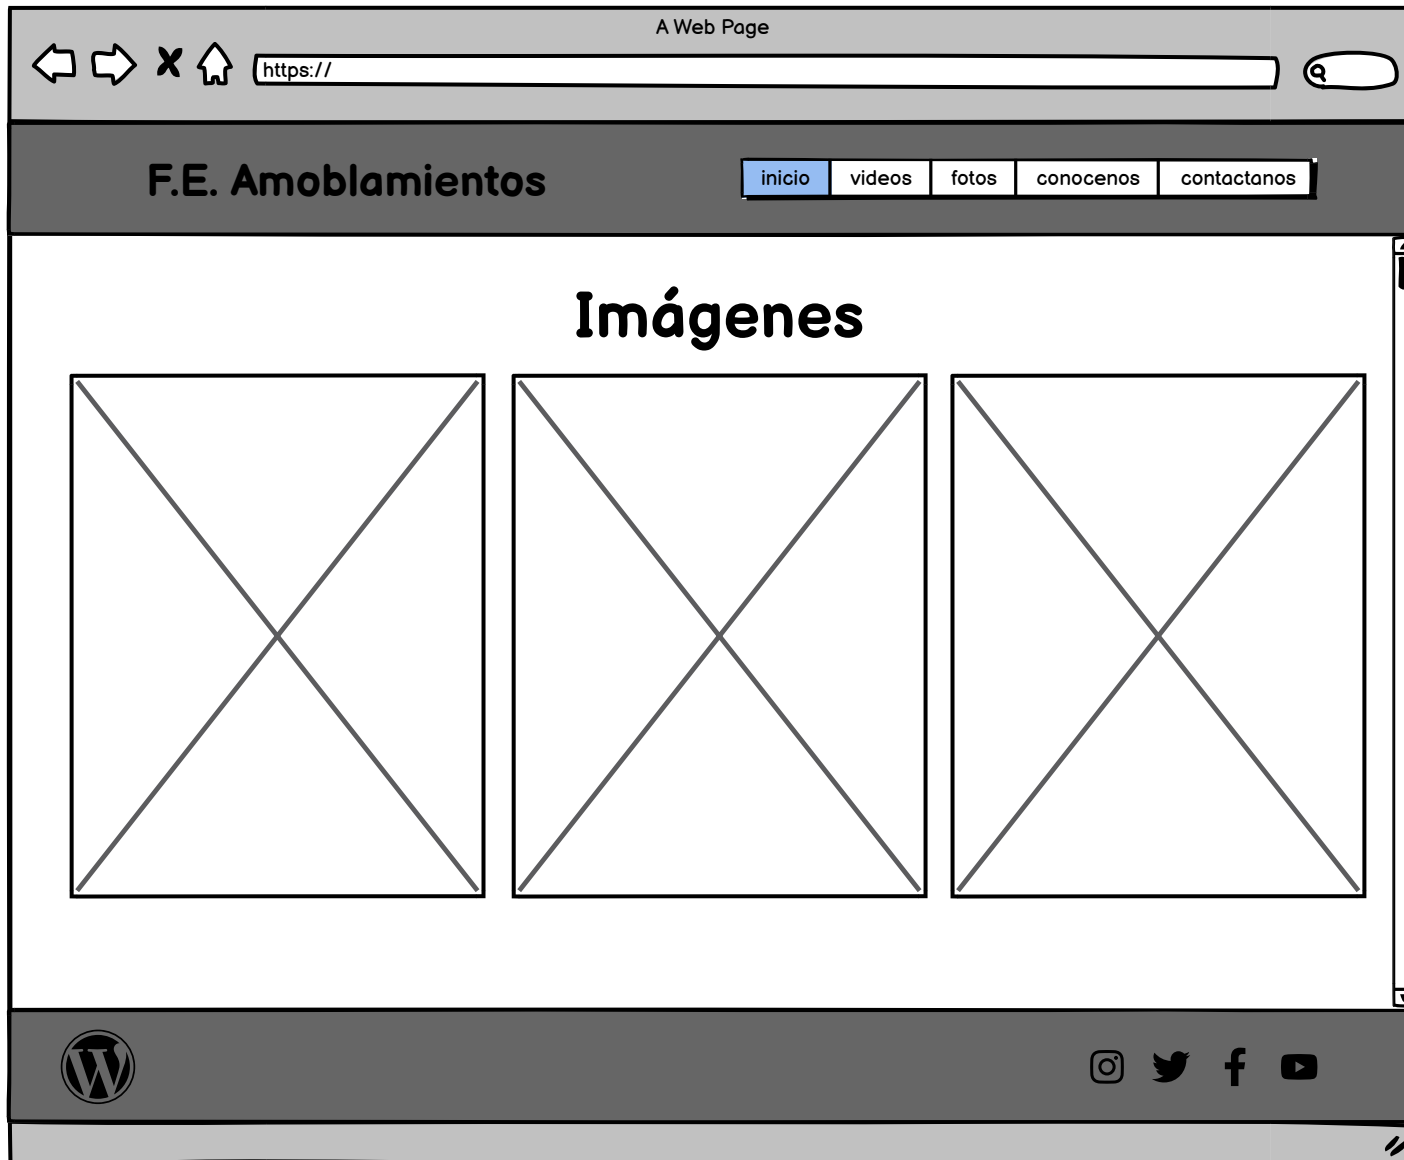 A Web Page
https://
F.E. Amoblamientos
inicio videos fotos conocenos contactanos
Imágenes